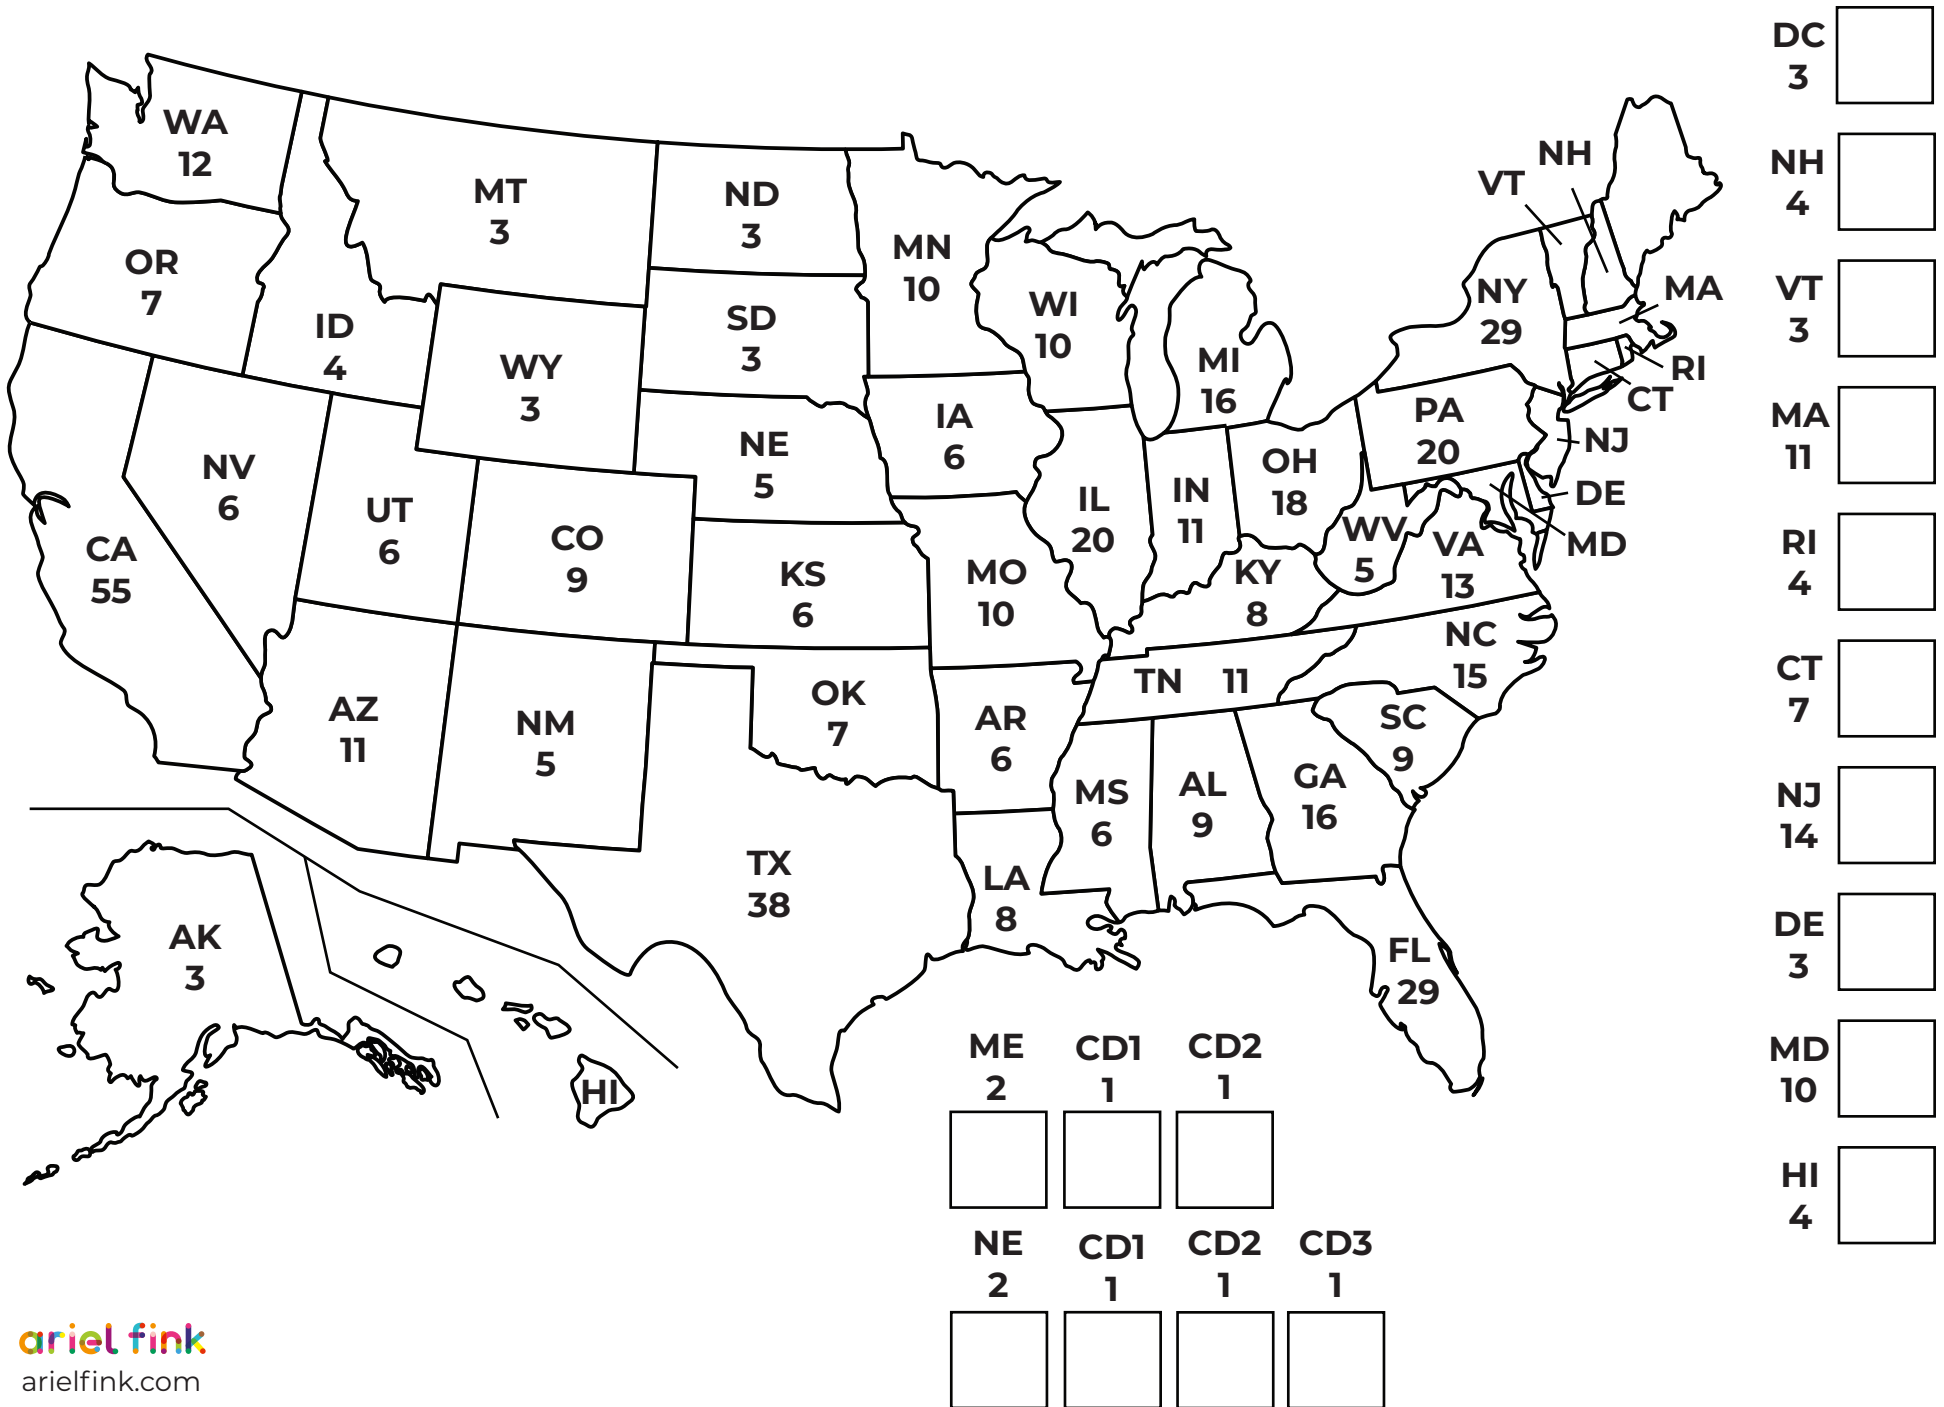 WA
12
OR
7
CA
55
NV
6
ID
4
MT
3
WY
3
UT
6
AZ
11
CO
9
NM
5
ND
3
SD
3
NE
5
KS
6
OK
7
TX
38
MN
10
IA
6
MO
10
AR
6
LA
8
WI
10
IL
20
MI
16
IN
11
OH
18
KY
8
TN 11
MS
6
AL
9
GA
16
FL
29
SC
9
NC
15
VA
13
WV
5
PA
20
NY
29
VT
NH
MA
RI
CT
NJ
DE
MD
AK
3
HI
DC
3
NH
4
VT
3
MA
11
RI
4
CT
7
NJ
14
DE
3
MD
10
HI
4
ME CD1 CD2
2 1 1
NE CD1 CD2 CD3
2 1 1 1
ariel fink
arielfink.com